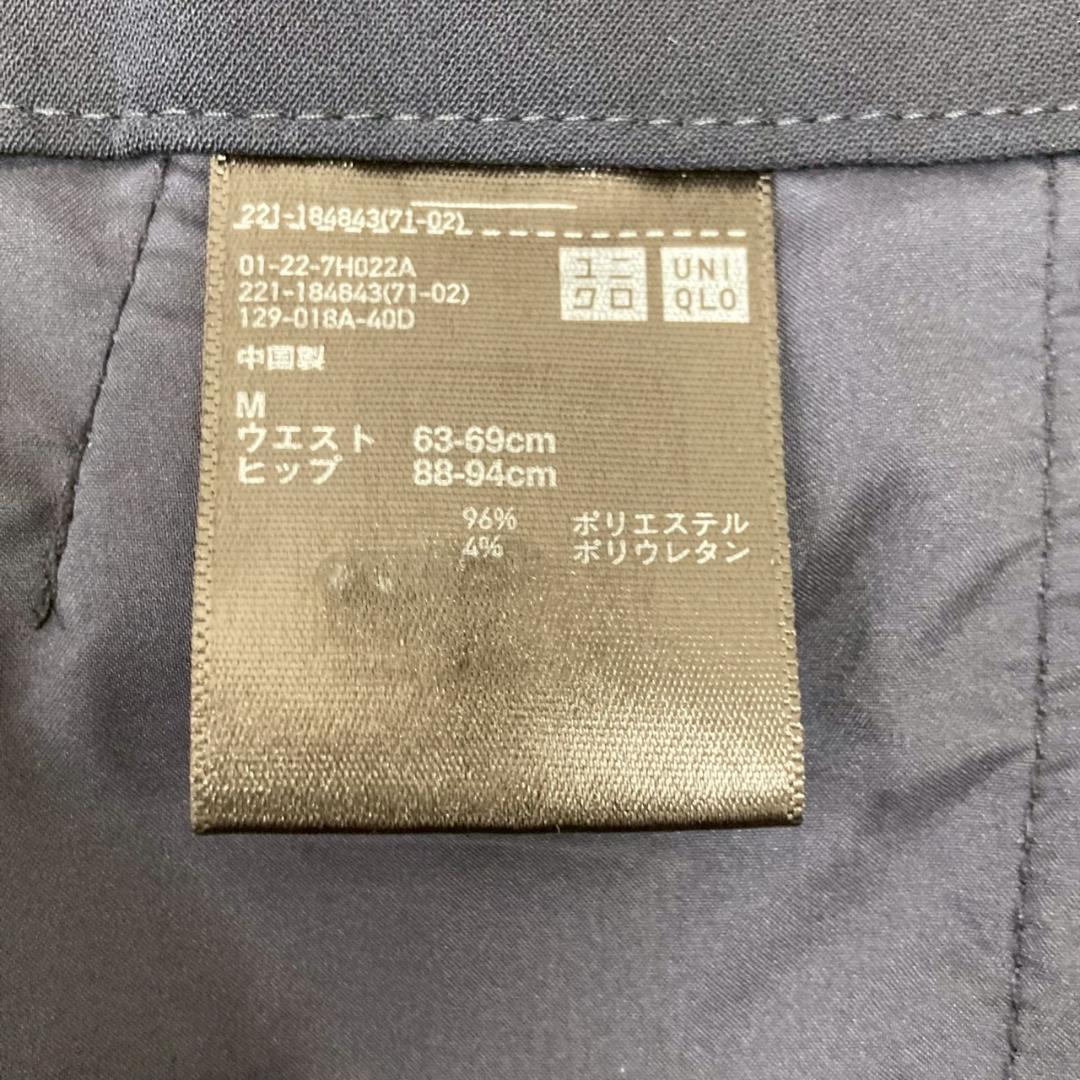 221-184843(71-02)
01-22-7H022A
221-184843(71-02)
129-018A-40D
ユニ
クロ
UNI
QLO
中国製
M
ウエスト 63-69cm
ヒップ 88-94cm
96% ポリエステル
4% ポリウレタン